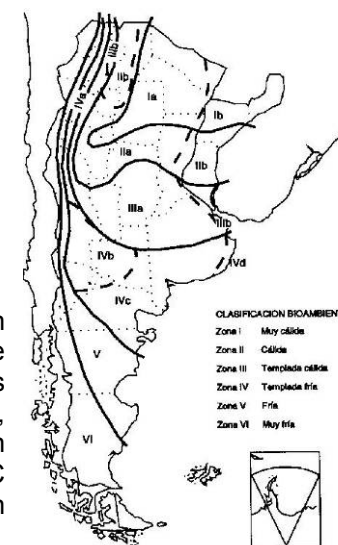 IVa
IIIb
IIb
Ia
Ib
IIa
IIb
IIIa
IIIb
IVb
IVc
IVd
V
VI
CLASIFICACION BIOAMBIEN
Zona I Muy cálida
Zona II Cálida
Zona III Templada cálida
Zona IV Templada fría
Zona V Fría
Zona VI Muy fría
n
e
s
,
n
C
n